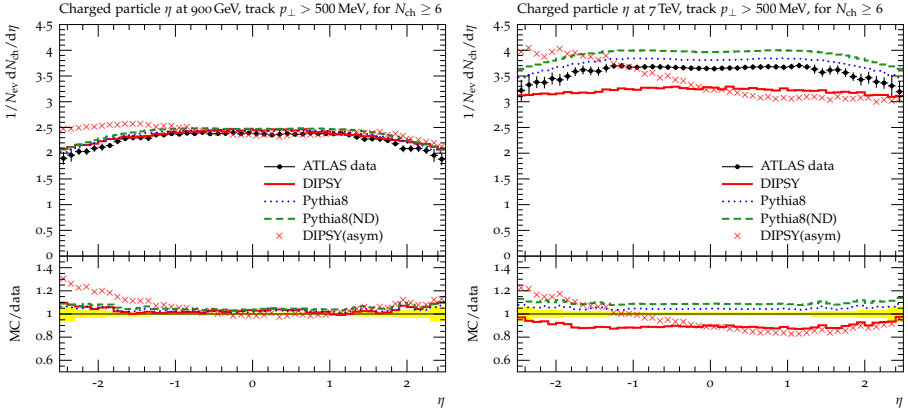 Charged particle η at 900 GeV, track p⊥ > 500 MeV, for Nch ≥ 6
1/Nev dNch/dη
4.5
4
3.5
3
2.5
2
1.5
1
0.5
0
ATLAS data
DIPSY
Pythia8
Pythia8(ND)
DIPSY(asym)
MC/data
1.4
1.2
1
0.8
0.6
-2 -1 0 1 2
η
Charged particle η at 7 TeV, track p⊥ > 500 MeV, for Nch ≥ 6
1/Nev dNch/dη
4.5
4
3.5
3
2.5
2
1.5
1
0.5
0
ATLAS data
DIPSY
Pythia8
Pythia8(ND)
DIPSY(asym)
MC/data
1.4
1.2
1
0.8
0.6
-2 -1 0 1 2
η